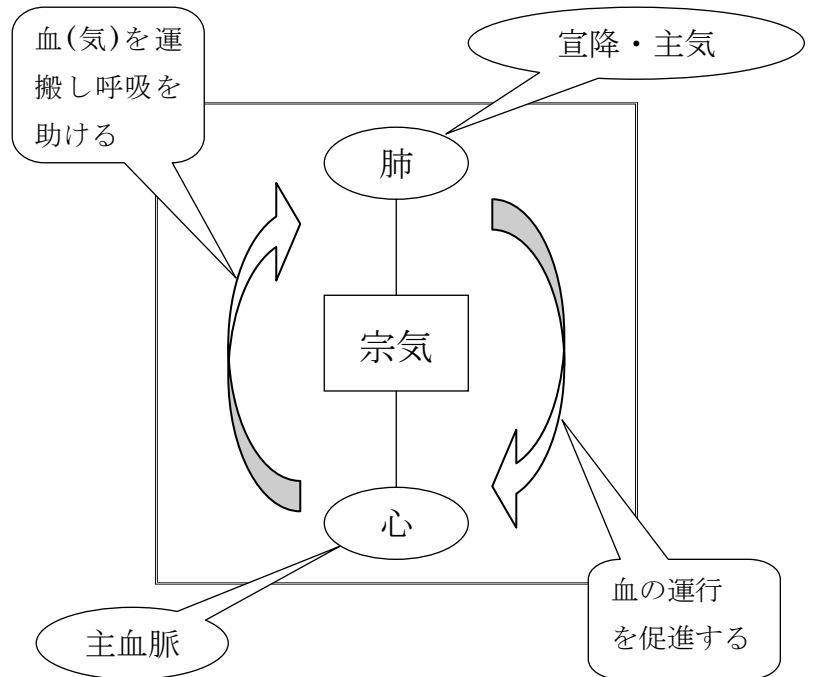 血(気)を運
搬し呼吸を
助ける
宣降・主気
肺
宗気
心
主血脈
血の運行
を促進する